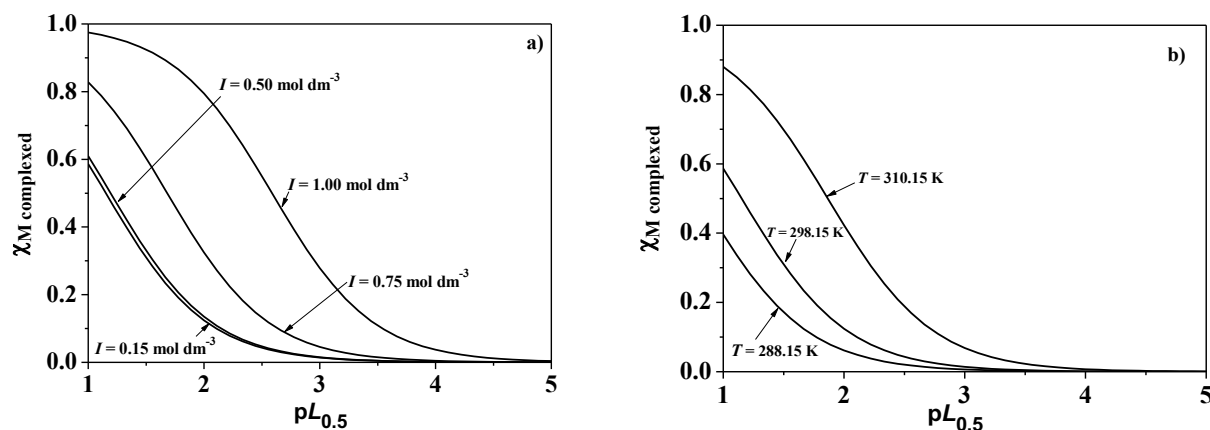 a)
1.0
0.8
0.6
0.4
0.2
0.0
χM complexed
I = 0.50 mol dm-3
I = 1.00 mol dm-3
I = 0.75 mol dm-3
I = 0.15 mol dm-3
1 2 3 4 5
pL0.5
b)
1.0
0.8
0.6
0.4
0.2
0.0
χM complexed
T = 310.15 K
T = 298.15 K
T = 288.15 K
1 2 3 4 5
pL0.5